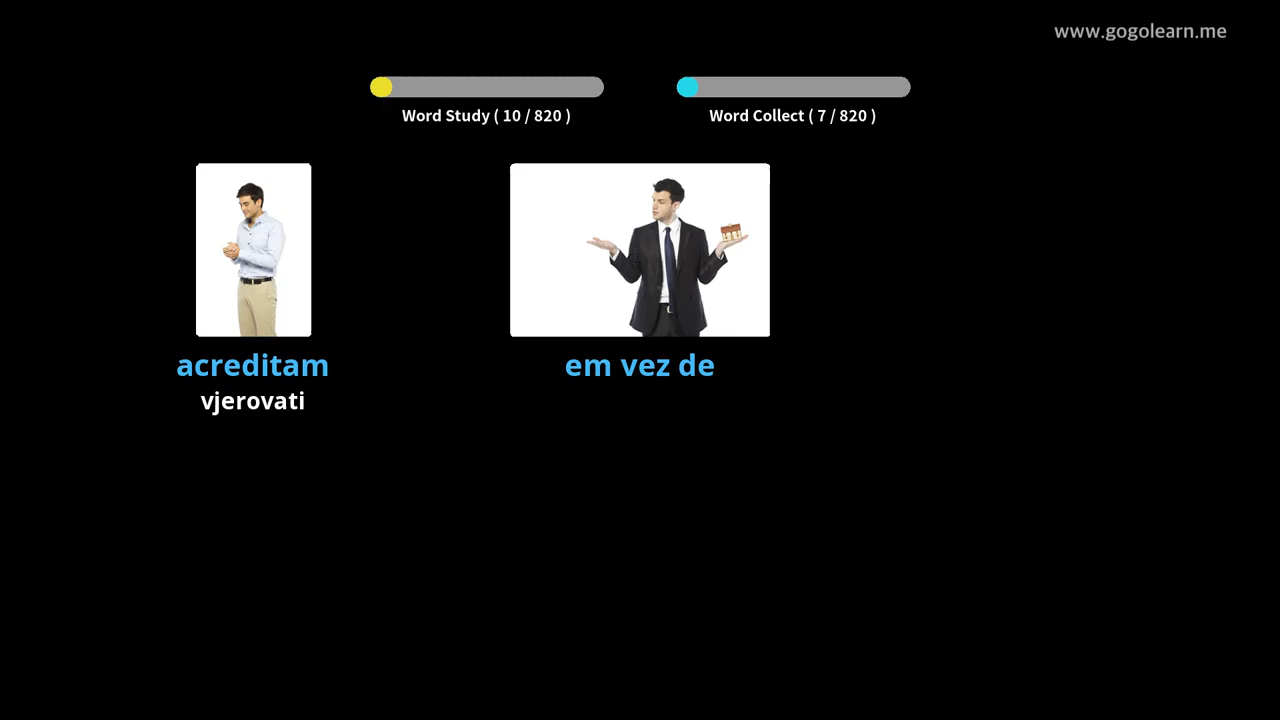 www.gogolearn.me
Word Study ( 10 / 820 )
Word Collect ( 7 / 820 )
acreditam
vjerovati
em vez de